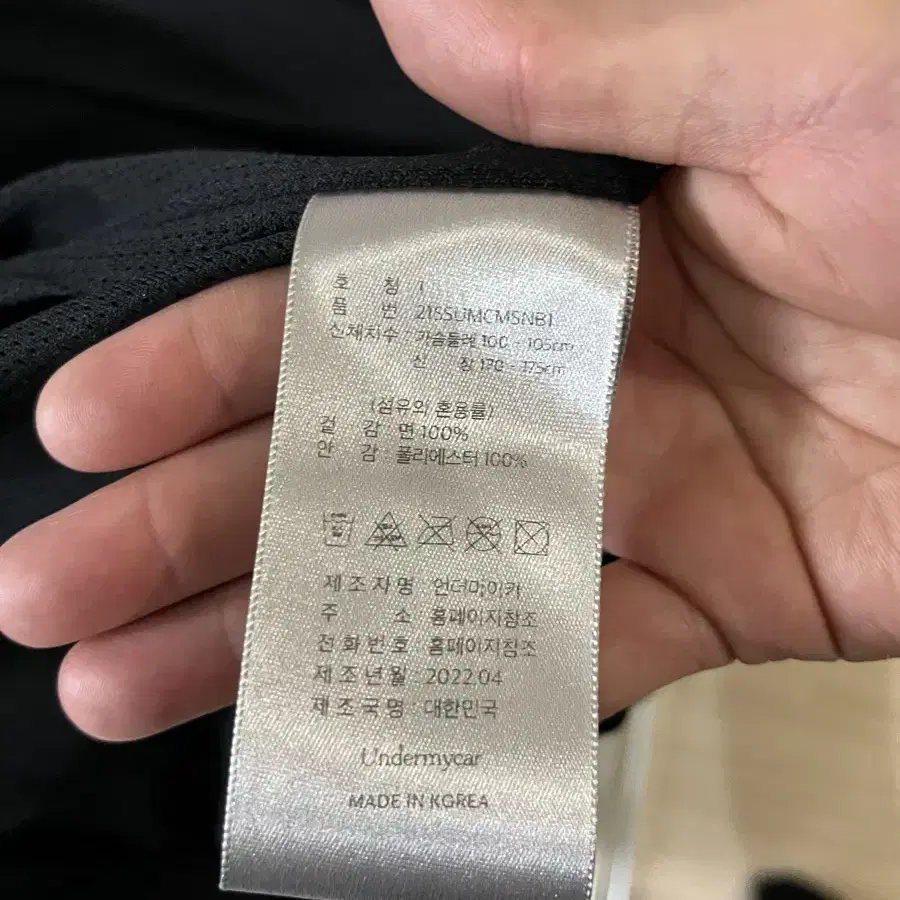 호 칭 1
품 번 21SSUMCMSNB1
신체치수: 가슴둘레 100 - 105cm
신 장 170 - 175cm
(섬유의 혼용률)
겉 감 면 100%
안 감 : 폴리에스터 100%
제 조 자 명 : 언더마이카
주 소 : 홈페이지참조
전 화 번 호 : 홈페이지참조
제 조 년 월 : 2022.04
제 조 국 명 : 대한민국
Undermycar
MADE IN KOREA